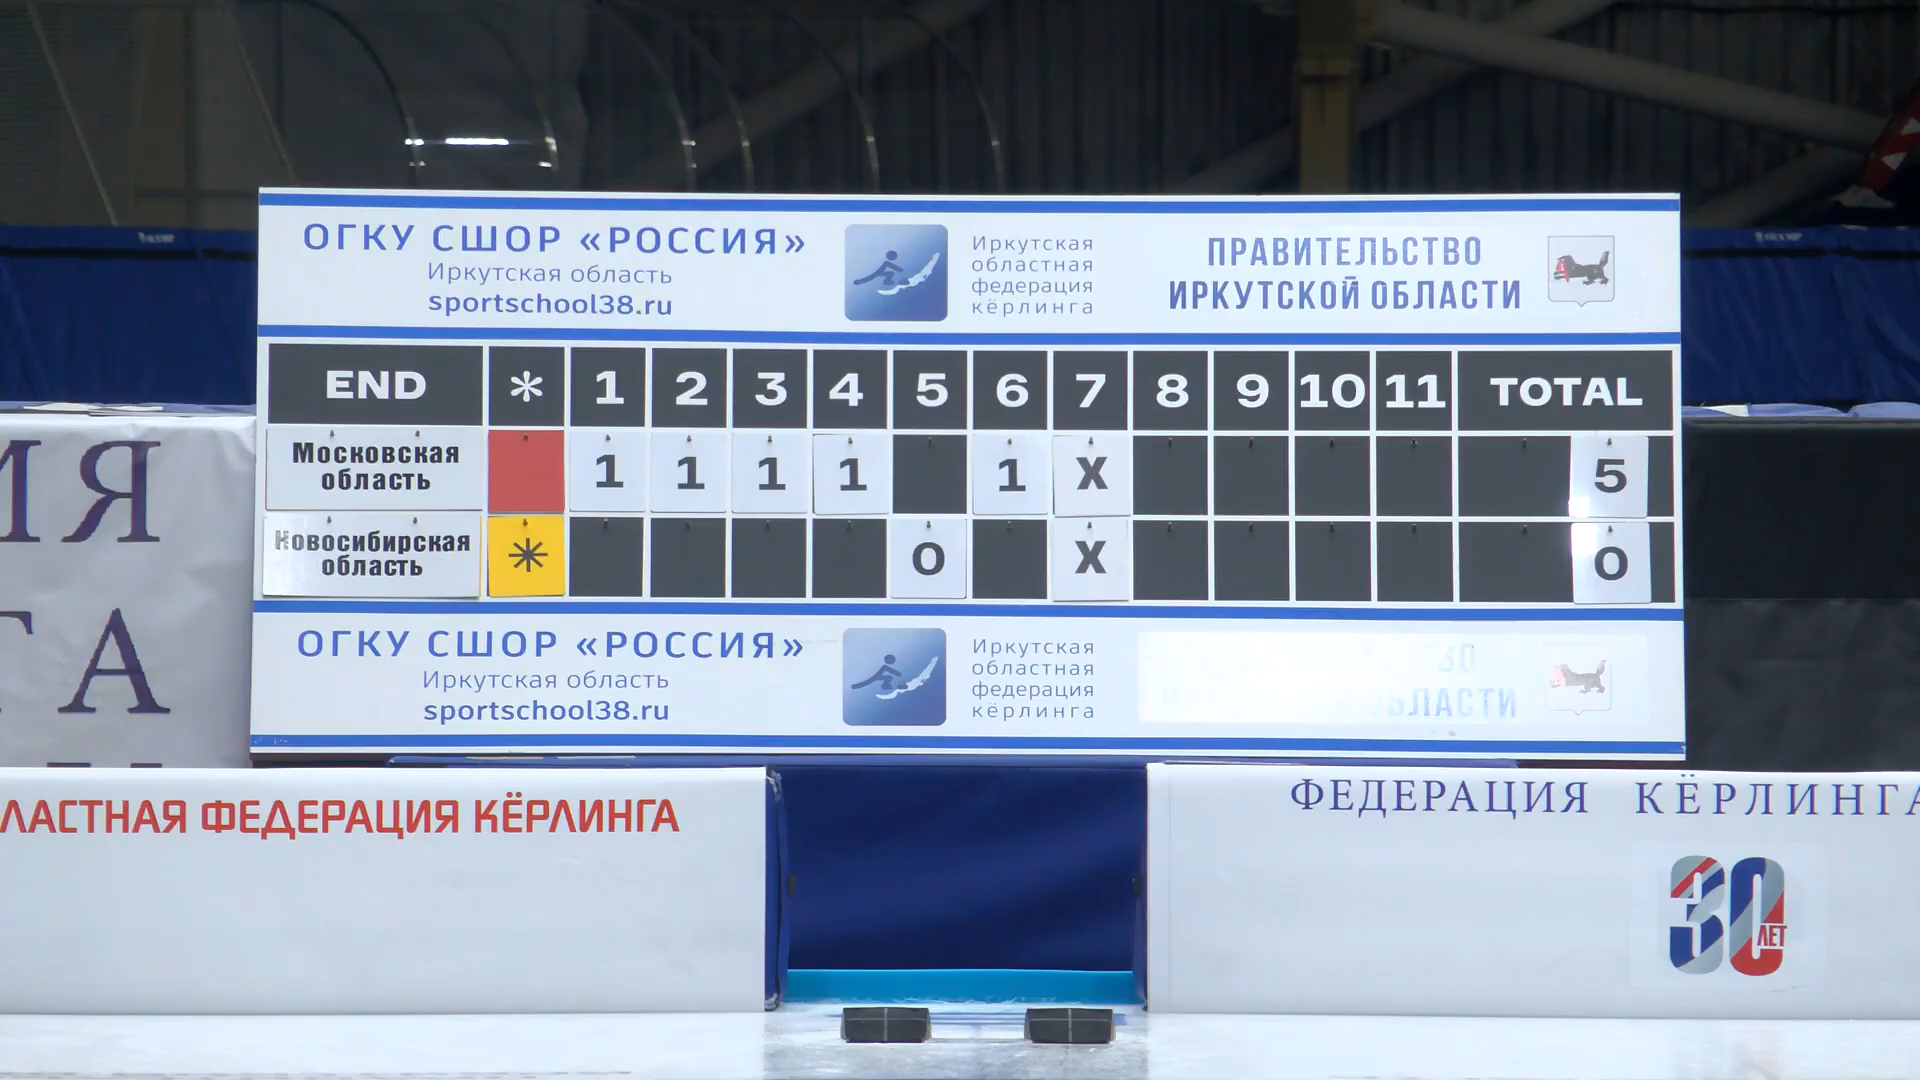 ОГКУ СШОР «РОССИЯ»
Иркутская область
sportschool38.ru
Иркутская
областная
федерация
кёрлинга
ПРАВИТЕЛЬСТВО
ИРКУТСКОЙ ОБЛАСТИ
END * 1 2 3 4 5 6 7 8 9 10 11 TOTAL
Московская
область
1 1 1 1 1 X 5
Новосибирская
область
* 0 X 0
ОГКУ СШОР «РОССИЯ»
Иркутская область
sportschool38.ru
Иркутская
областная
федерация
кёрлинга
ФЕДЕРАЦИЯ КЁРЛИНГА
ФЕДЕРАЦИЯ КЁРЛИНГА
30
ЛЕТ